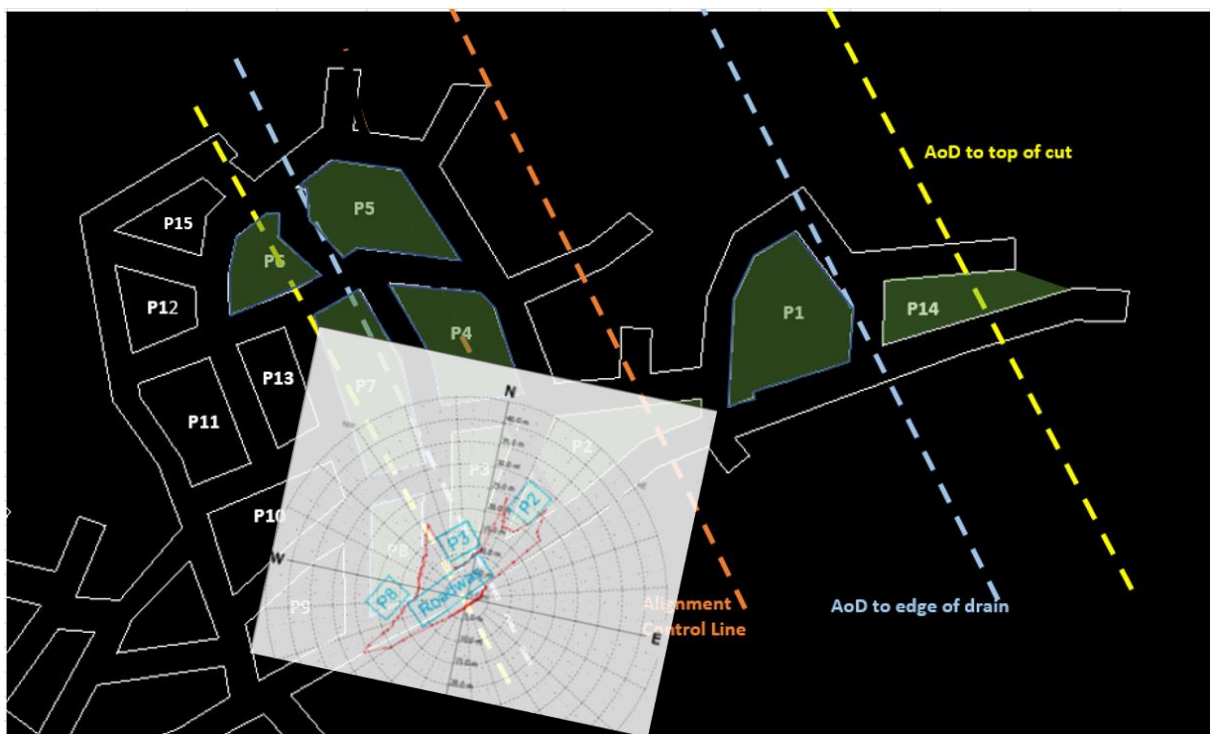 AoD to top of cut
P15
P5
P6
P12
P1
P14
P4
P13
P7
N
P11
P2
P3
P2
P10
P3
P8
W
P8
Roadway
P9
Alignment
Control Line
AoD to edge of drain
E